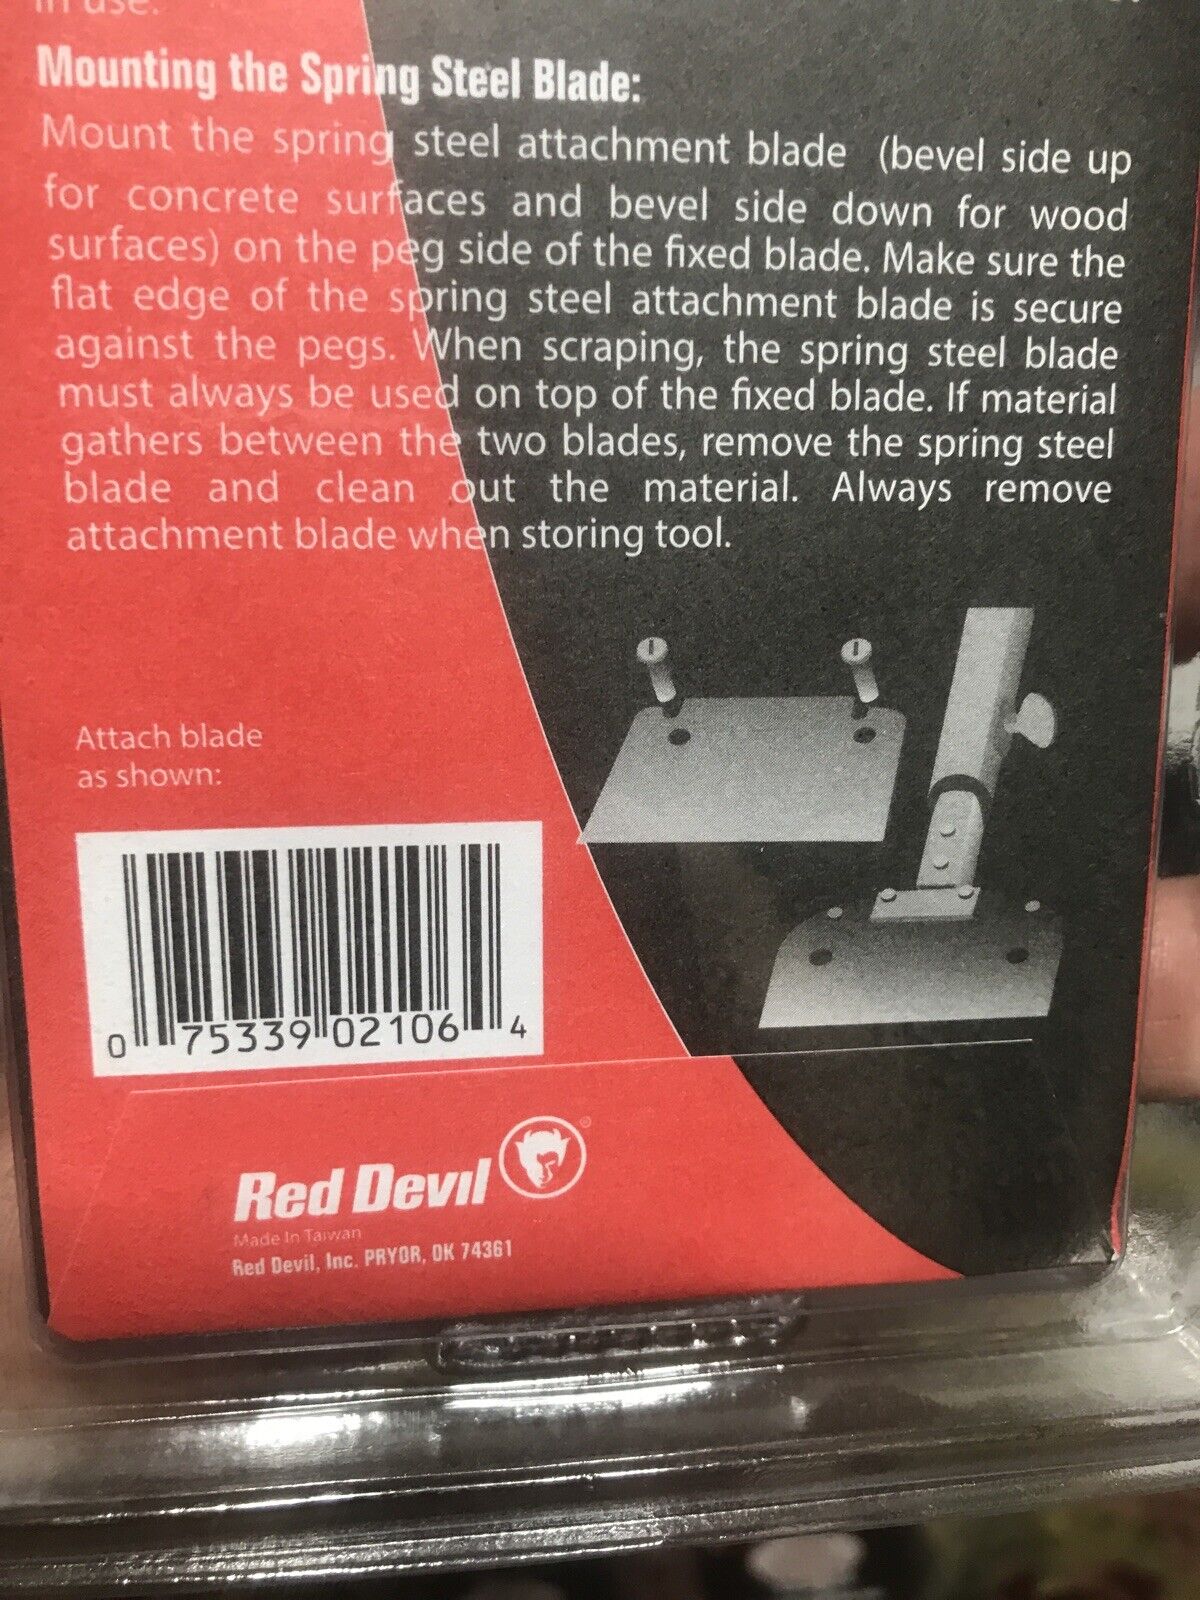 in use.
Mounting the Spring Steel Blade:
Mount the spring steel attachment blade (bevel side up
for concrete surfaces and bevel side down for wood
surfaces) on the peg side of the fixed blade. Make sure the
flat edge of the spring steel attachment blade is secure
against the pegs. When scraping, the spring steel blade
must always be used on top of the fixed blade. If material
gathers between the two blades, remove the spring steel
blade and clean out the material. Always remove
attachment blade when storing tool.
Attach blade
as shown:
0 75339 02106 4
Red Devil ®
Made In Taiwan
Red Devil, Inc. PRYOR, OK 74361